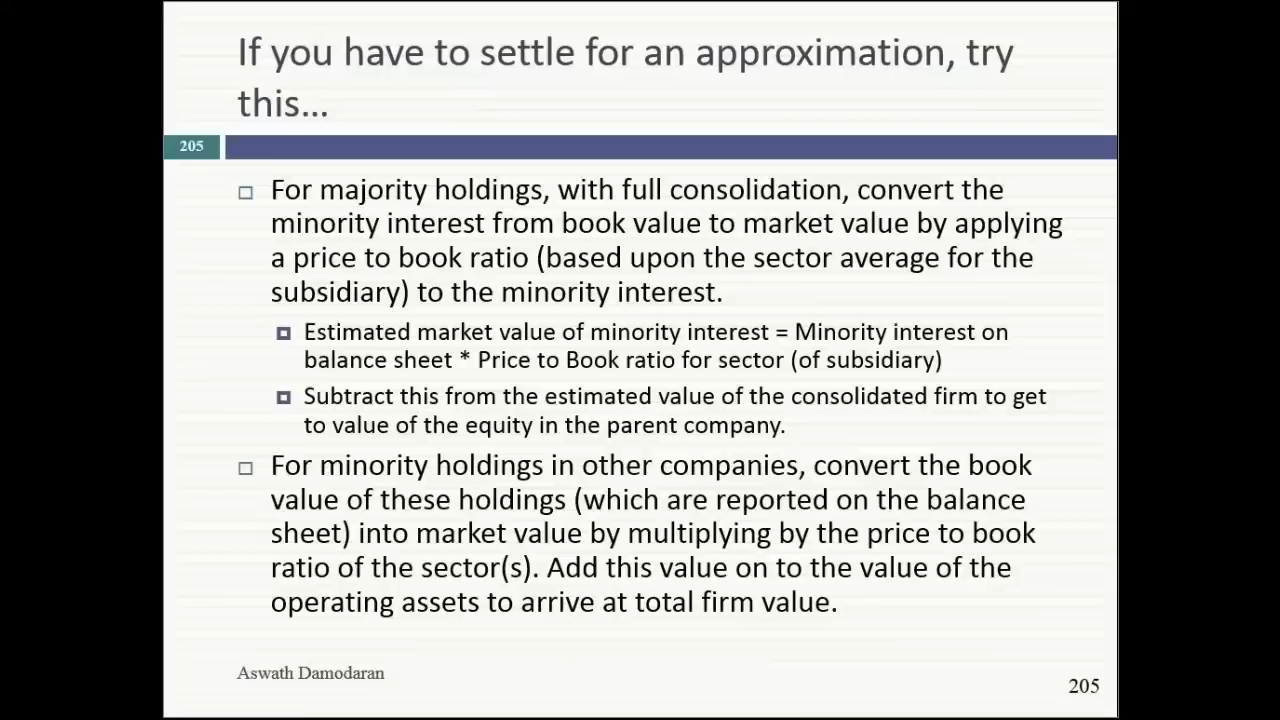 If you have to settle for an approximation, try
this...
205
For majority holdings, with full consolidation, convert the
minority interest from book value to market value by applying
a price to book ratio (based upon the sector average for the
subsidiary) to the minority interest.
Estimated market value of minority interest = Minority interest on
balance sheet * Price to Book ratio for sector (of subsidiary)
Subtract this from the estimated value of the consolidated firm to get
to value of the equity in the parent company.
For minority holdings in other companies, convert the book
value of these holdings (which are reported on the balance
sheet) into market value by multiplying by the price to book
ratio of the sector(s). Add this value on to the value of the
operating assets to arrive at total firm value.
Aswath Damodaran
205